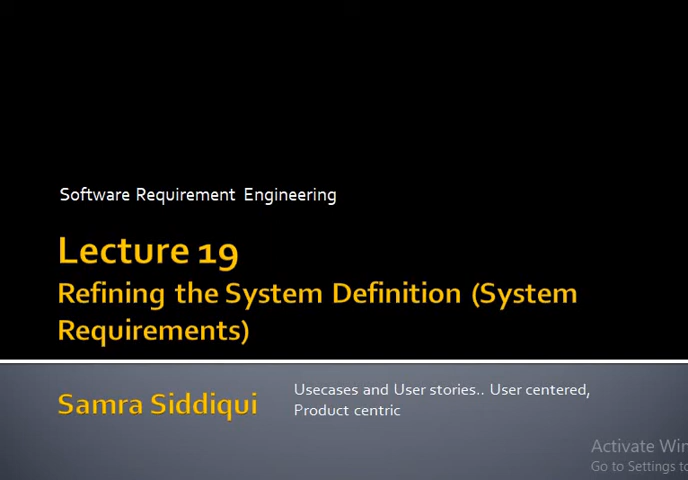 Software Requirement Engineering
Lecture 19
Refining the System Definition (System
Requirements)
Samra Siddiqui
Usecases and User stories.. User centered,
Product centric
Activate Win
Go to Settings to